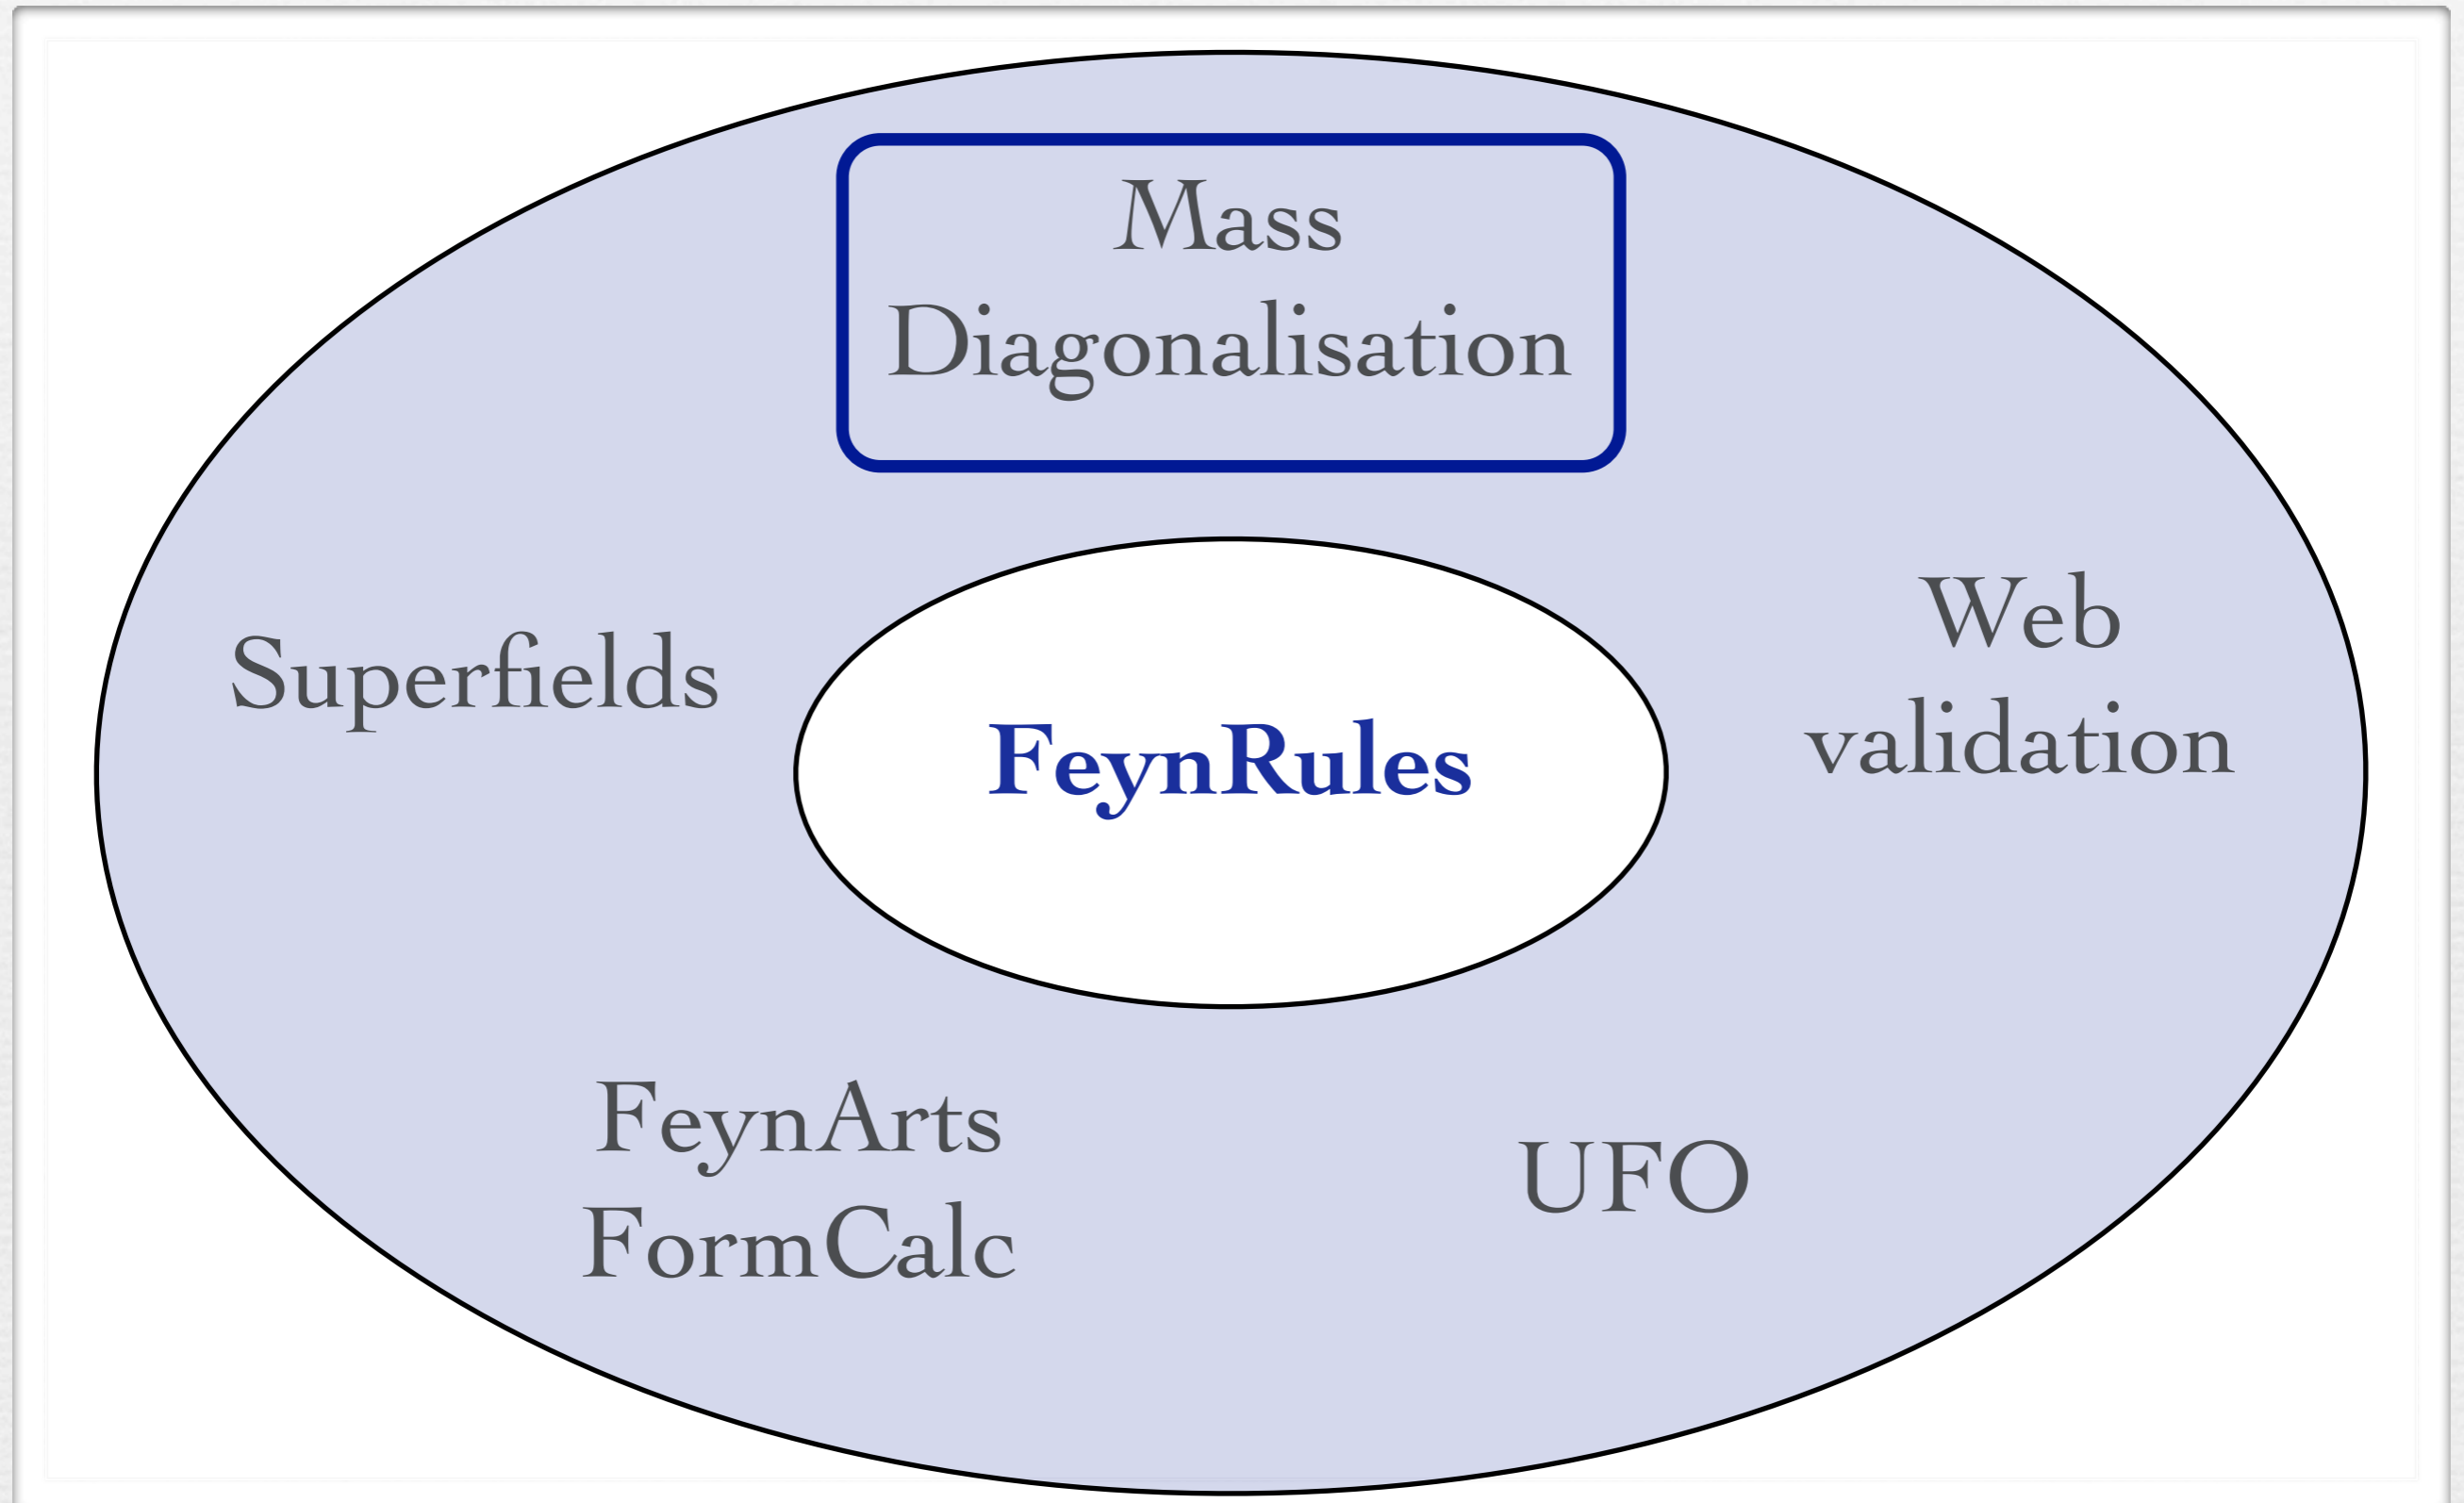 Mass
Diagonalisation
Superfields
Web
validation
FeynRules
FeynArts
FormCalc
UFO